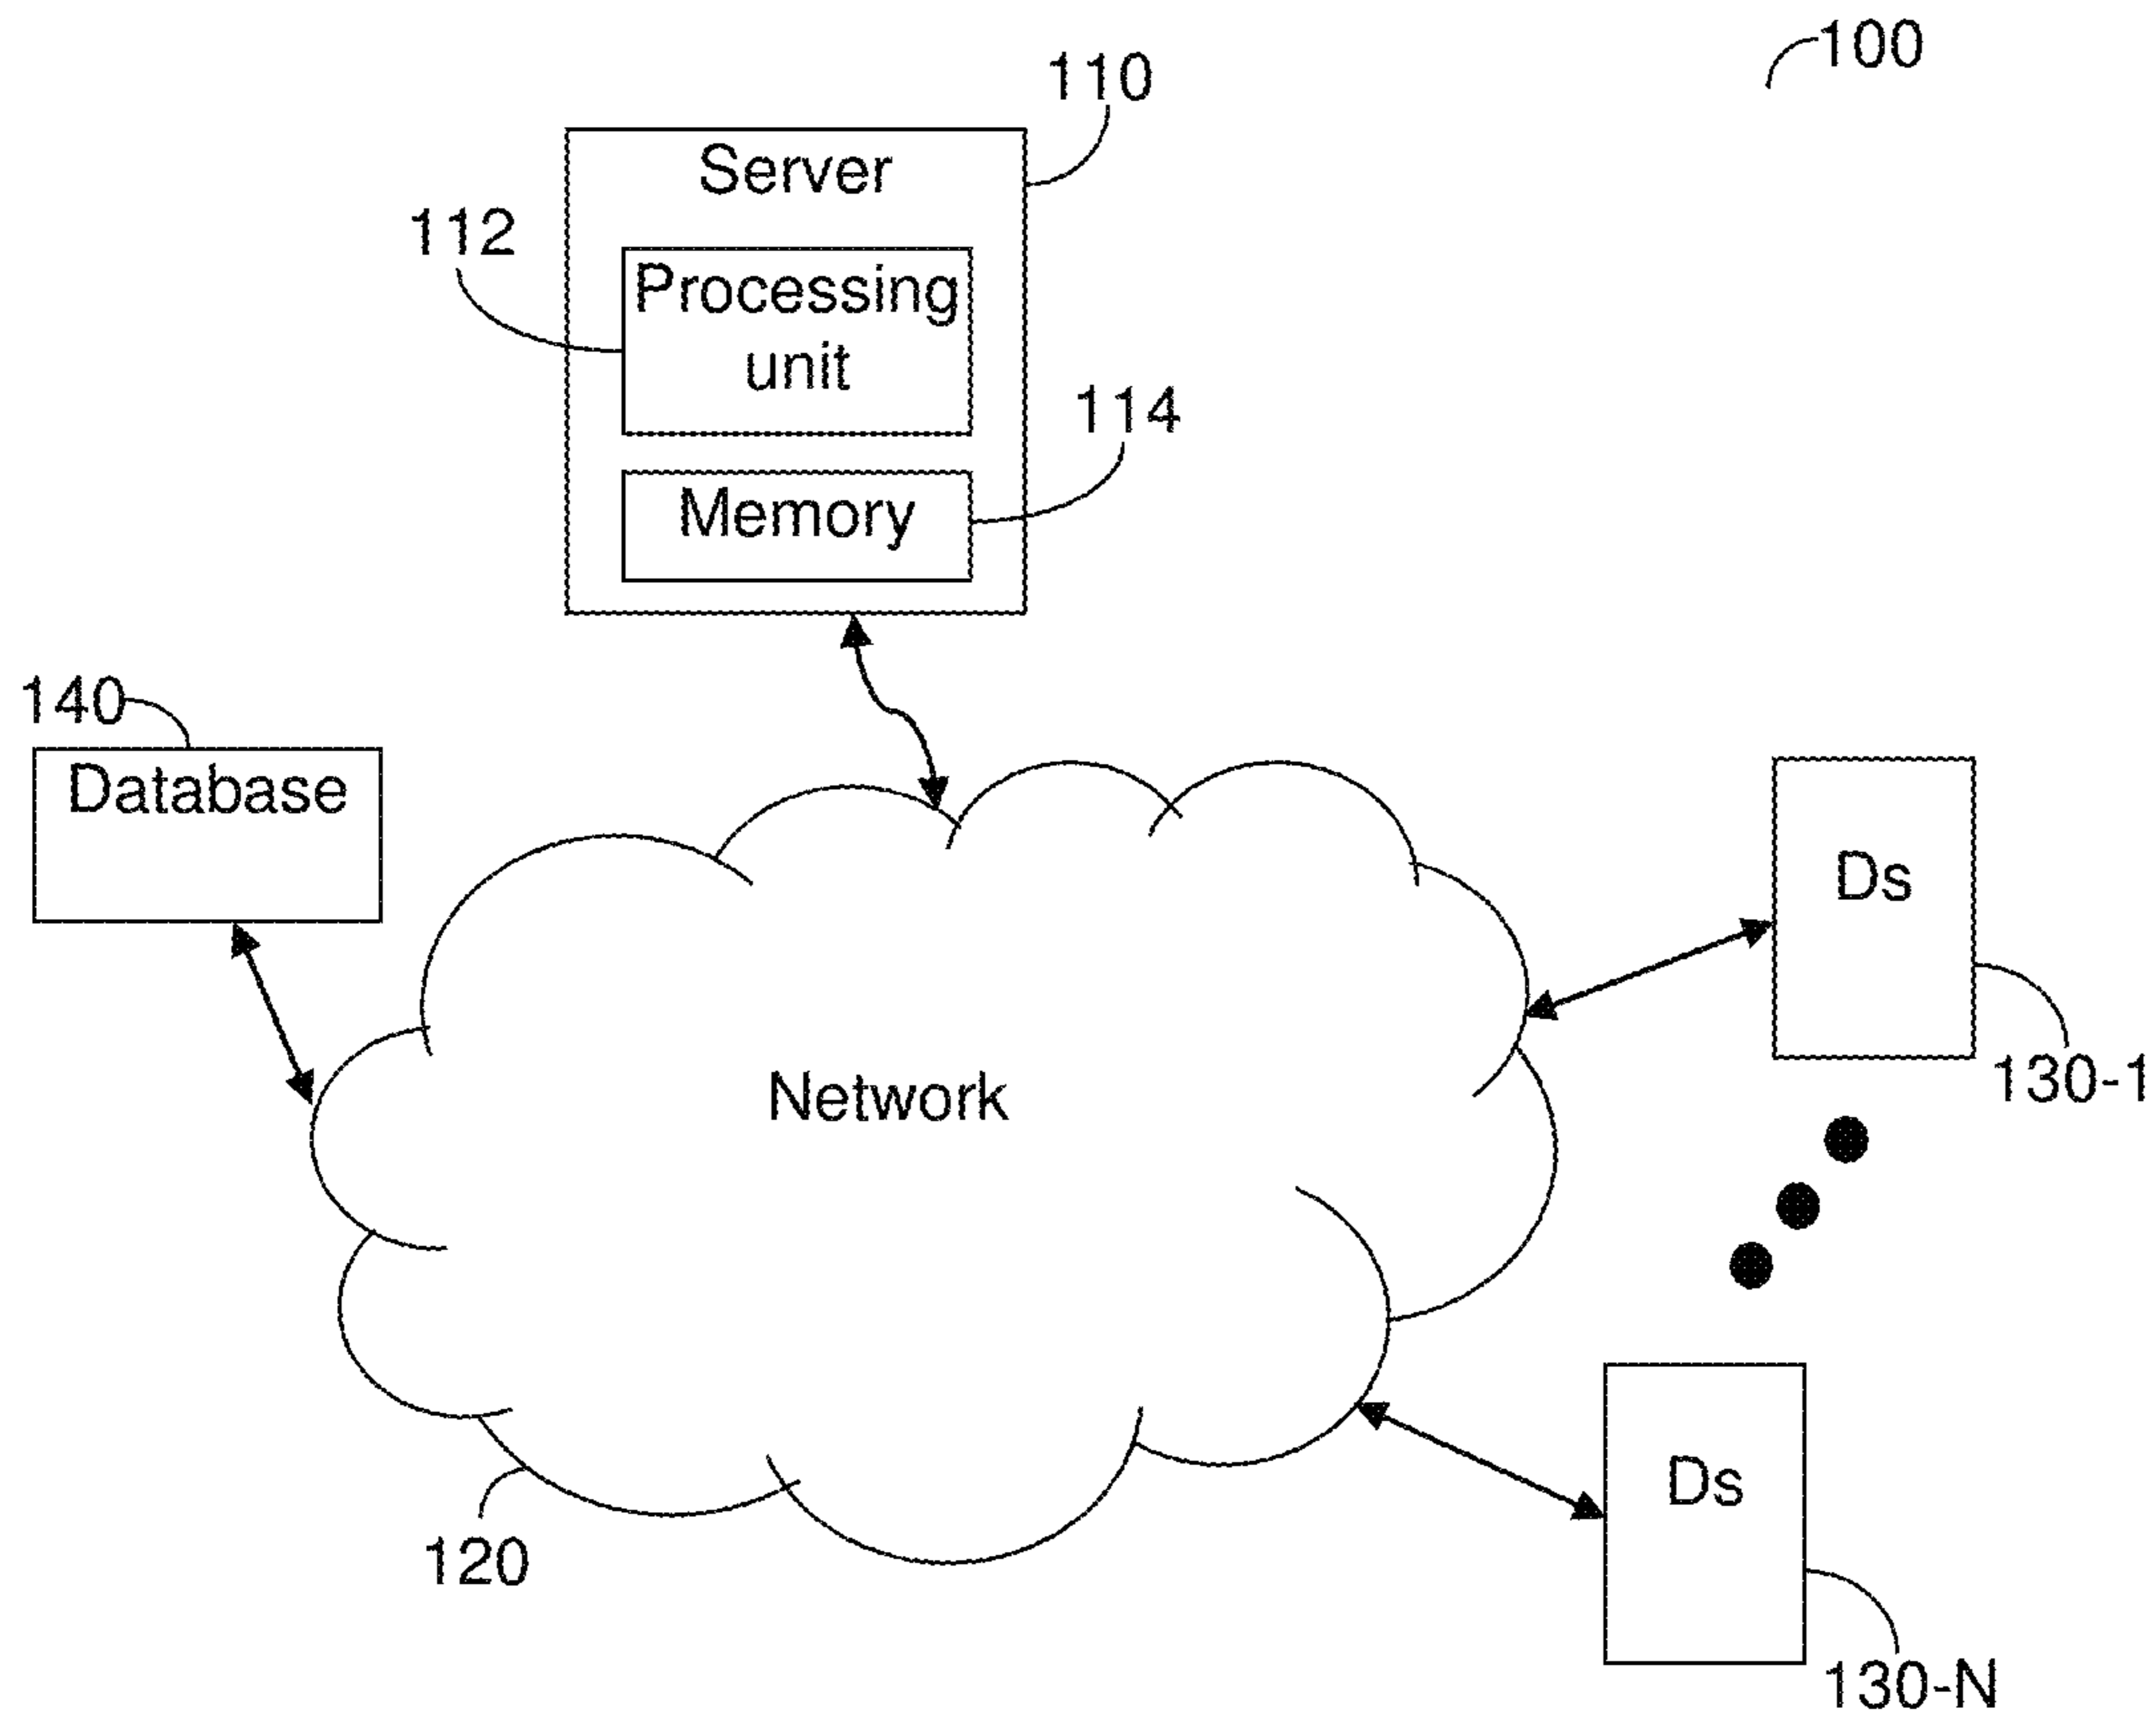 100
110
Server
112
Processing
unit
114
Memory
140
Database
Ds
Network
130-1
Ds
120
130-N